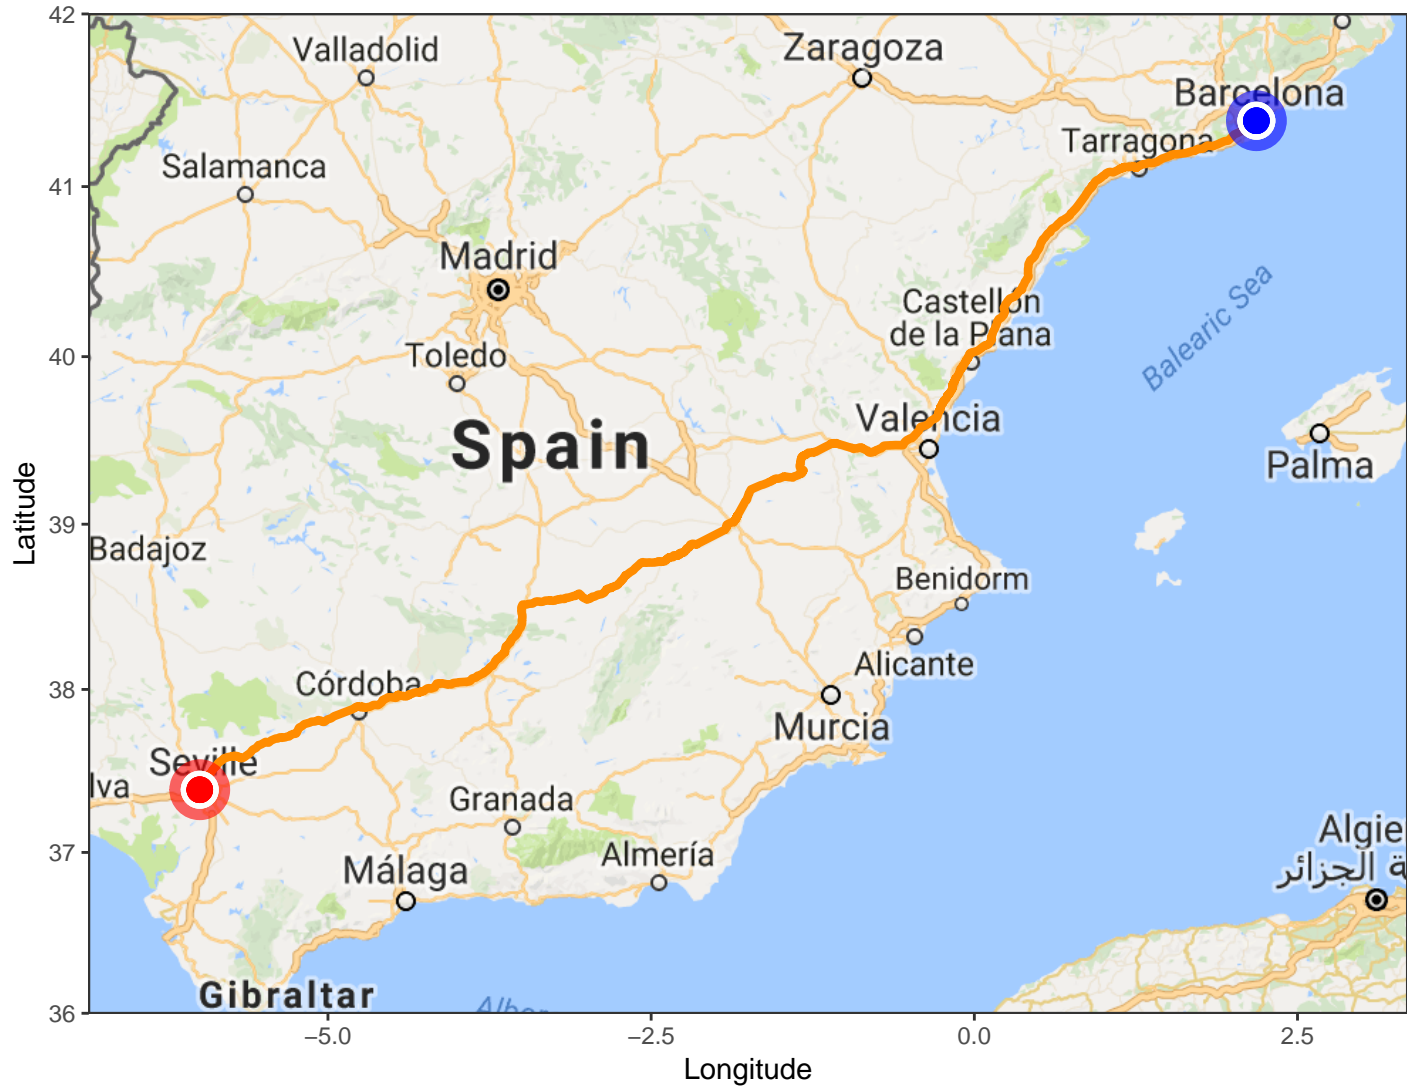 42
Valladolid
Zaragoza
Barcelona
Tarragona
Salamanca
41
Madrid
Castellón
de la Plana
Balearic Sea
40
Toledo
Valencia
Spain
Palma
39
Badajoz
Benidorm
Alicante
38
Córdoba
Murcia
Seville
lva
Granada
Algie
ة الجزائر
37
Almería
Málaga
Gibraltar
Albor
36
−5.0
−2.5
0.0
2.5
Longitude
Latitude